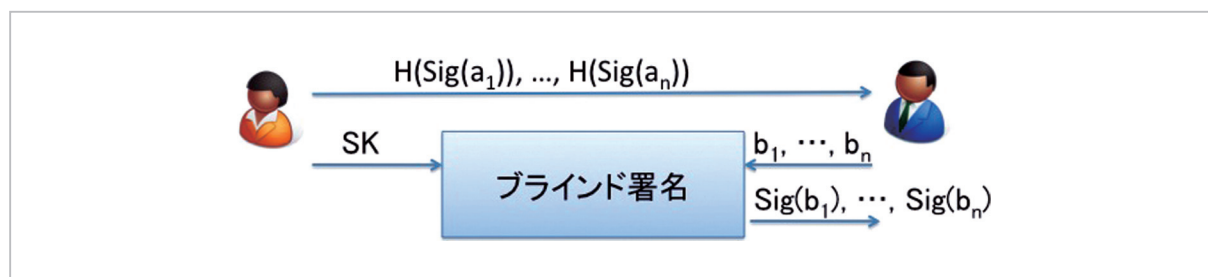 H(Sig(a1)), …, H(Sig(an))
SK
b1, …, bn
ブラインド署名
Sig(b1), …, Sig(bn)